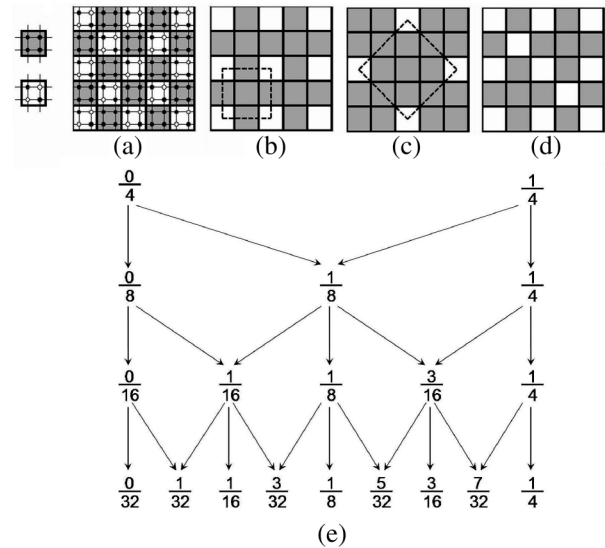 (a) (b) (c) (d)
0/4 1/4
0/8 1/8 1/4
0/16 1/16 1/8 3/16 1/4
0/32 1/32 1/16 3/32 1/8 5/32 3/16 7/32 1/4
(e)